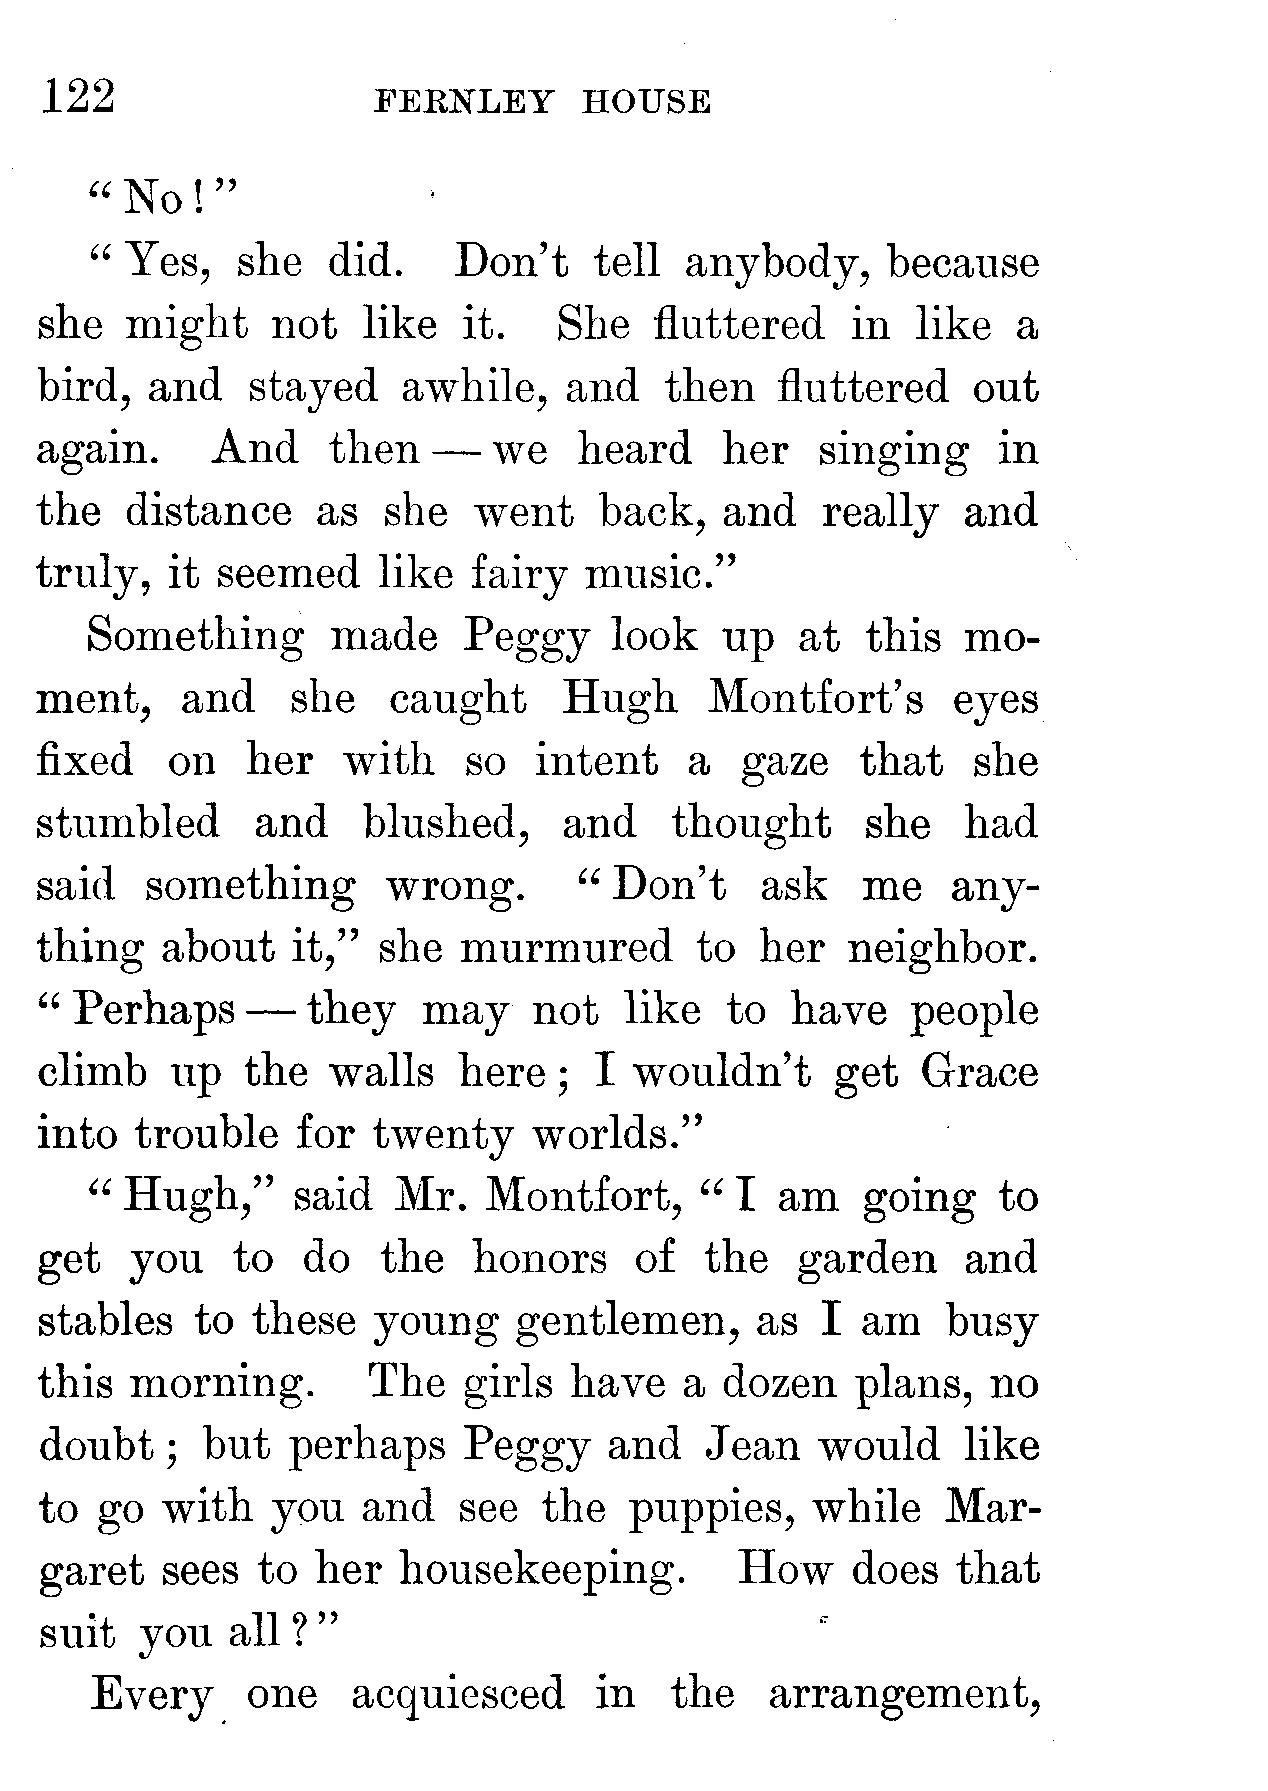 122 FERNLEY HOUSE
“ No ! ”
“ Yes, she did. Don’t tell anybody, because
she might not like it. She fluttered in like a
bird, and stayed awhile, and then fluttered out
again. And then — we heard her singing in
the distance as she went back, and really and
truly, it seemed like fairy music.”
Something made Peggy look up at this mo-
ment, and she caught Hugh Montfort’s eyes
fixed on her with so intent a gaze that she
stumbled and blushed, and thought she had
said something wrong. “ Don’t ask me any-
thing about it,” she murmured to her neighbor.
“ Perhaps — they may not like to have people
climb up the walls here ; I wouldn’t get Grace
into trouble for twenty worlds.”
“ Hugh,” said Mr. Montfort, “ I am going to
get you to do the honors of the garden and
stables to these young gentlemen, as I am busy
this morning. The girls have a dozen plans, no
doubt ; but perhaps Peggy and Jean would like
to go with you and see the puppies, while Mar-
garet sees to her housekeeping. How does that
suit you all ? ”
Every one acquiesced in the arrangement,